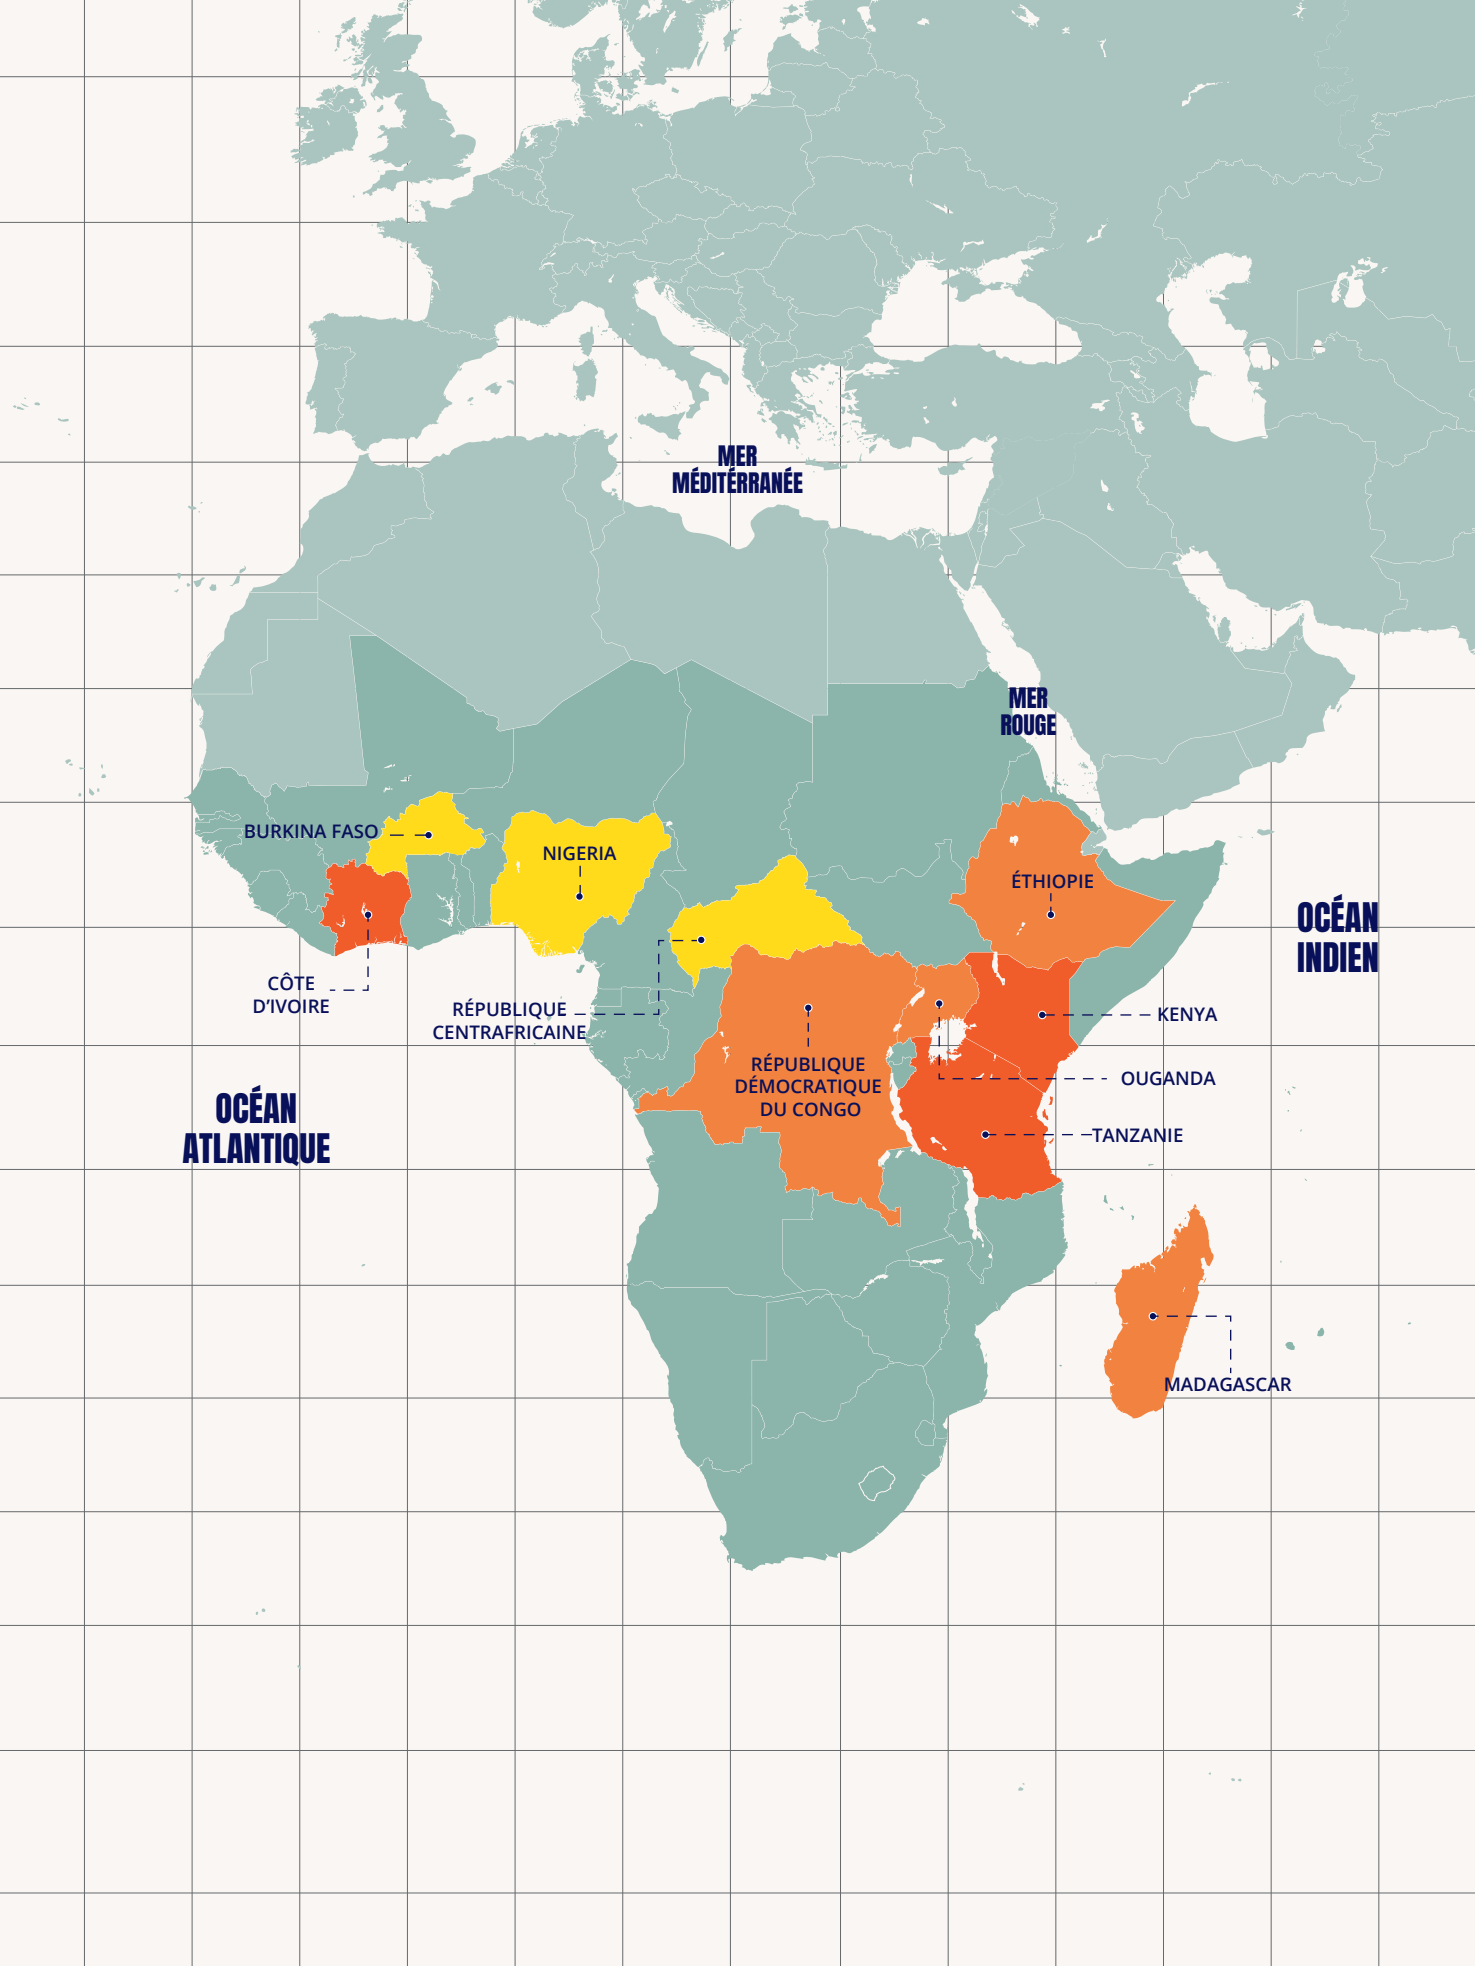 MER
MÉDITÉRRANÉE
MER
ROUGE
BURKINA FASO
NIGERIA
ÉTHIOPIE
OCÉAN
INDIEN
CÔTE
D'IVOIRE
RÉPUBLIQUE
CENTRAFRICAINE
KENYA
RÉPUBLIQUE
DÉMOCRATIQUE
DU CONGO
OUGANDA
OCÉAN
ATLANTIQUE
TANZANIE
MADAGASCAR